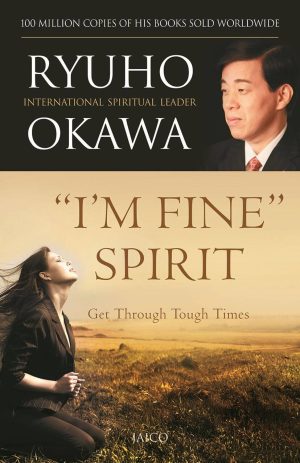 100 MILLION COPIES OF HIS BOOKS SOLD WORLDWIDE
RYUHO
INTERNATIONAL SPIRITUAL LEADER
OKAWA
“I’M FINE”
SPIRIT
Get Through Tough Times
JAICO